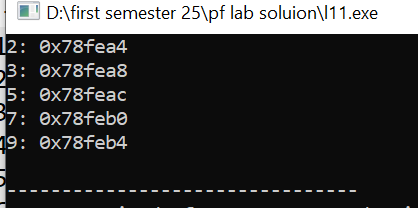 D:\first semester 25\pf lab soluion\l11.exe
2: 0x78fea4
3: 0x78fea8
5: 0x78feac
7: 0x78feb0
9: 0x78feb4
--------------------------------